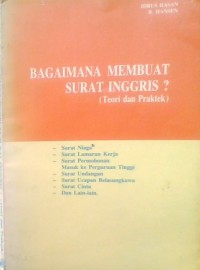 BAGAIMANA MEMBUAT
SURAT INGGRIS ?
(Teori dan Praktek)
- Surat Niaga
- Surat Lamaran Kerja
- Surat Permohonan
Masuk ke Perguruan Tinggi
- Surat Undangan
- Surat Ucapan Belasungkawa
- Surat Cinta
- Dan Lain-lain.